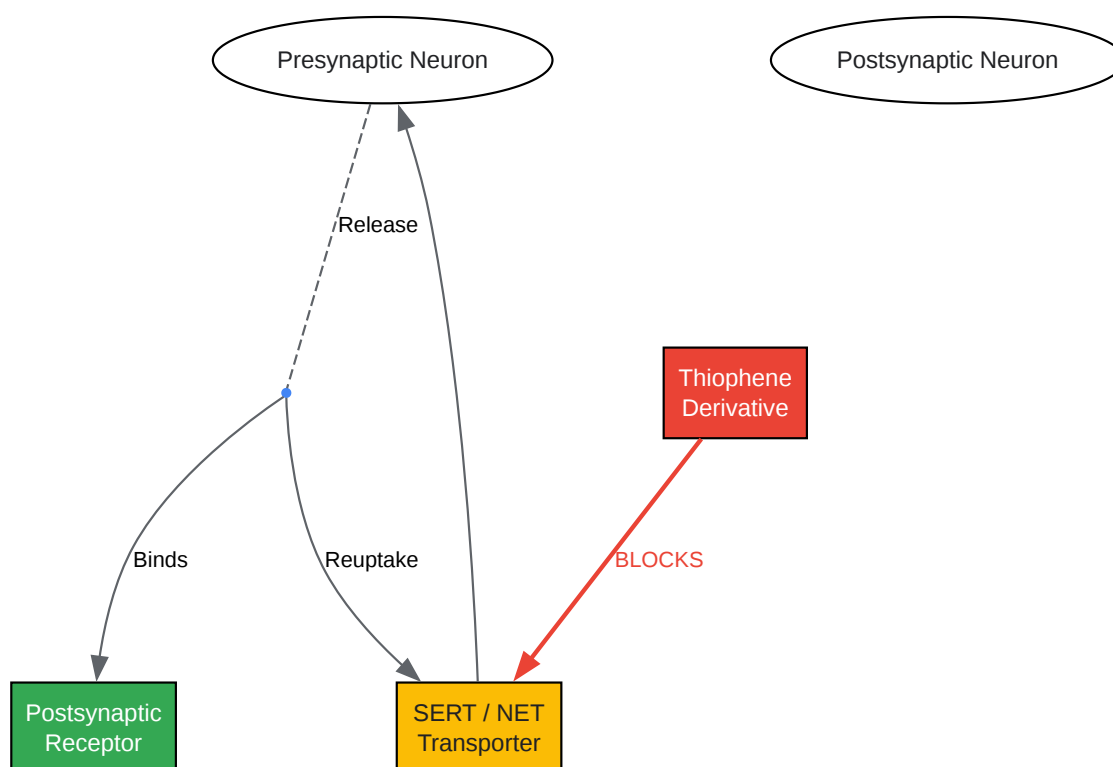 Presynaptic Neuron
Postsynaptic Neuron
Release
Thiophene
Derivative
Binds
Reuptake
BLOCKS
Postsynaptic
Receptor
SERT / NET
Transporter